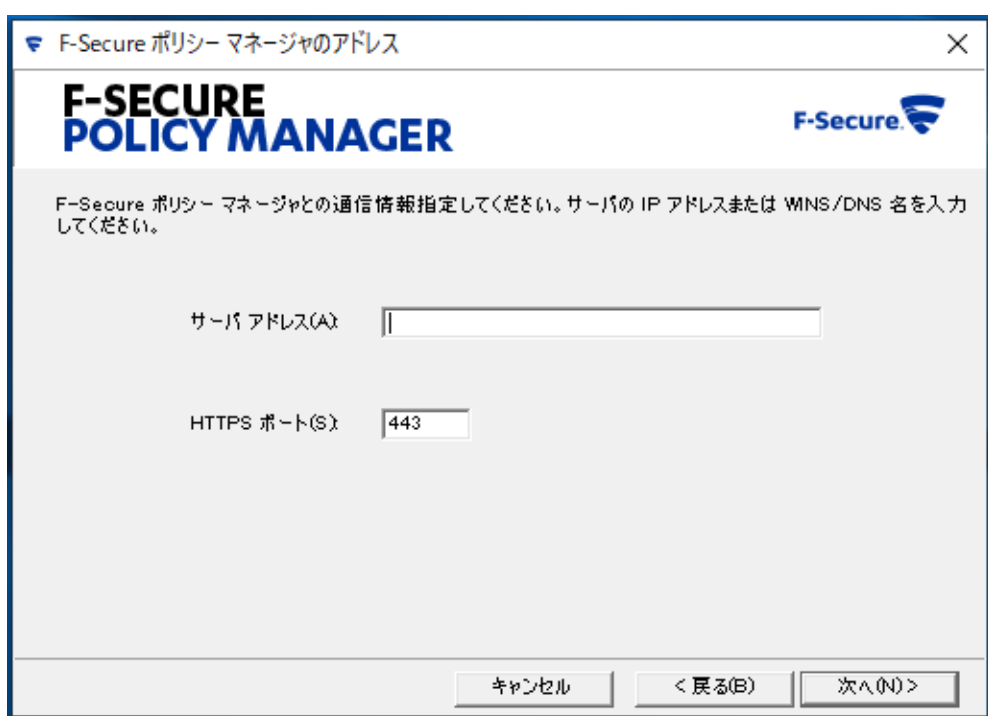 F-Secure ポリシー マネージャのアドレス
F-SECURE
POLICY MANAGER
F-Secure.
F-Secure ポリシー マネージャとの通信情報指定してください。サーバの IP アドレスまたは WINS/DNS 名を入力
してください。
サーバ アドレス(A):
HTTPS ポート(S):
443
キャンセル
< 戻る(B)
次へ(N) >